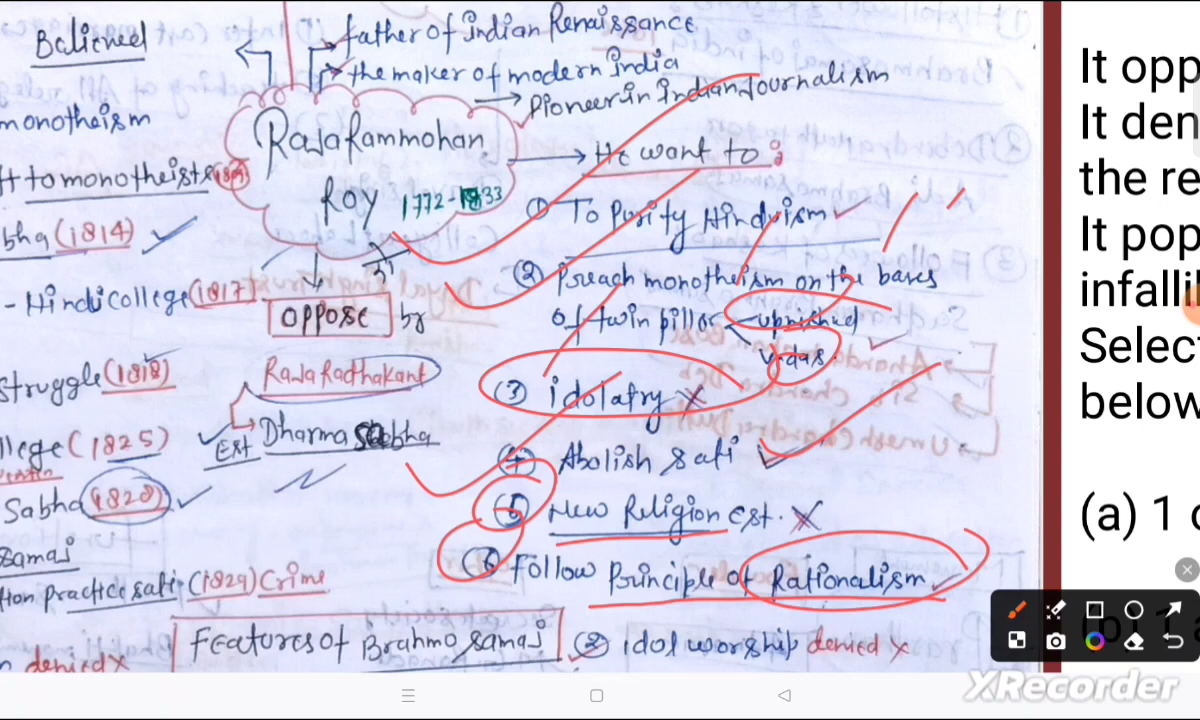 Believed
father of indian Renaissance
the maker of modern india
Pioneer in indian Journalism
monotheism
Raja Rammohan
Roy 1772-1833
He want to :
ft to monotheists
bha (1814)
① To Purify Hinduism
② Preach monotheism on the bases
of twin pillar
upnishad
vedas
- Hindu college (1817)
oppose by
Raja Radhakant
Est Dharma Sabha
struggle (1818)
③ idolatry ×
llege (1825)
④ Abolish sati
Sabha (1828)
⑤ New Religion Est. ×
samaj
⑥ Follow Principle of Rationalism
tion practice sati (1829) Crime
Features of Brahmo samaj
② idol worship denied ×
denied ×
It opp
It den
the re
It pop
infalli
Selec
below
(a) 1
XRecorder